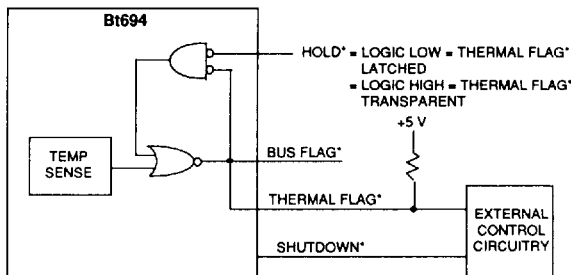 Bt694
HOLD* = LOGIC LOW = THERMAL FLAG*
LATCHED
= LOGIC HIGH = THERMAL FLAG*
TRANSPARENT
+5 V
TEMP
SENSE
BUS FLAG*
THERMAL FLAG*
EXTERNAL
CONTROL
CIRCUITRY
SHUTDOWN*